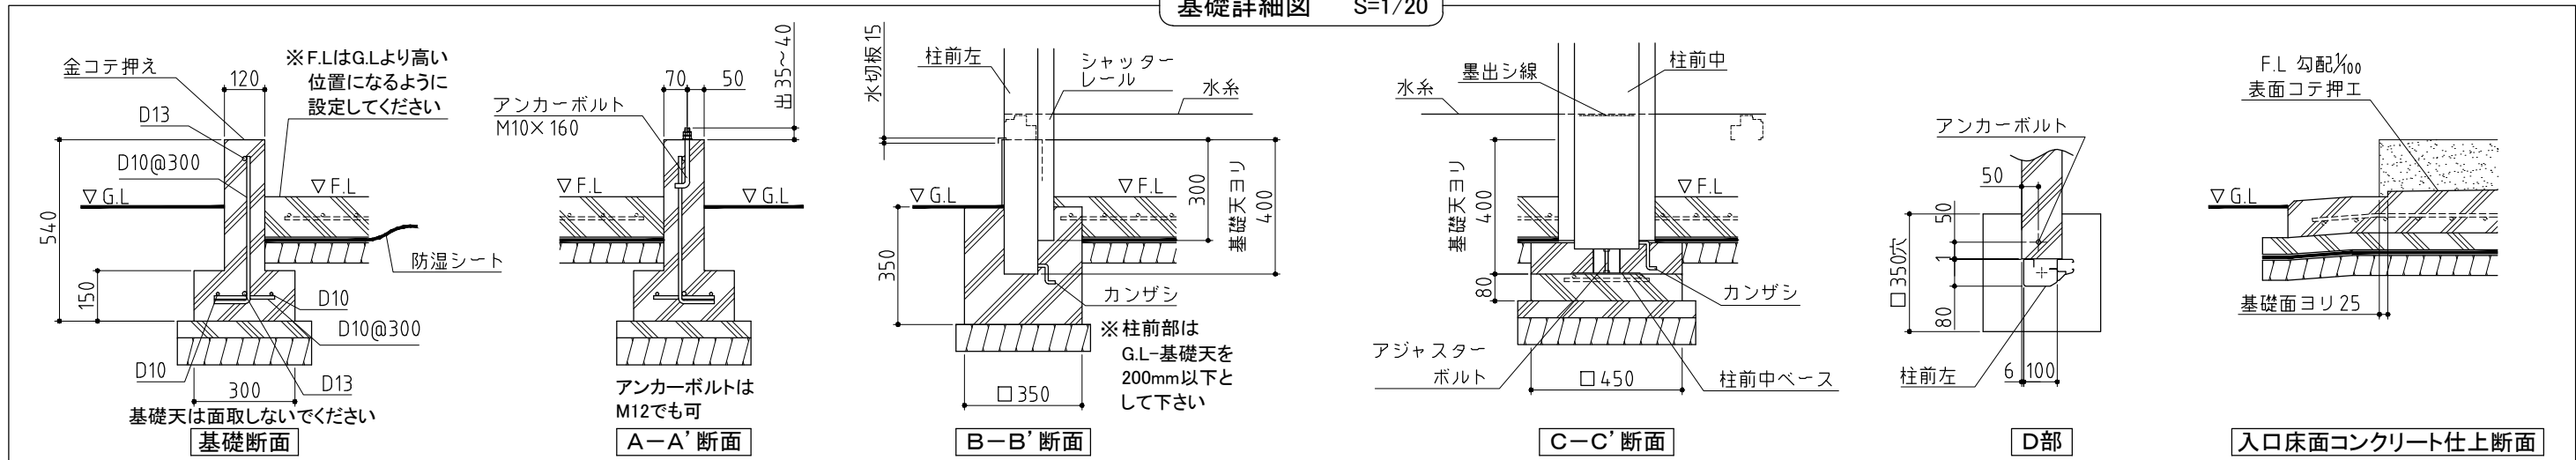 基礎詳細図 S=1/20
金コテ押え
120
※F.LはG.Lより高い
位置になるように
設定してください
D13
D10@300
▽G.L
▽F.L
540
150
防湿シート
D10
D10@300
D10
300
D13
基礎天は面取しないでください
基礎断面
70
50
出35~40
アンカーボルト
M10×160
▽F.L
▽G.L
アンカーボルトは
M12でも可
A-A'断面
水切板15
柱前左
シャッター
レール
水糸
▽G.L
▽F.L
300
400
基礎天ヨリ
350
カンザシ
□350
※柱前部は
G.L-基礎天を
200mm以下と
して下さい
B-B'断面
水糸
墨出シ線
柱前中
基礎天ヨリ
400
80
▽F.L
カンザシ
アジャスター
ボルト
□450
柱前中ベース
C-C'断面
アンカーボルト
50
50
1
80
□350穴
6
100
柱前左
D部
F.L 勾配1/100
表面コテ押エ
▽G.L
基礎面ヨリ25
入口床面コンクリート仕上断面